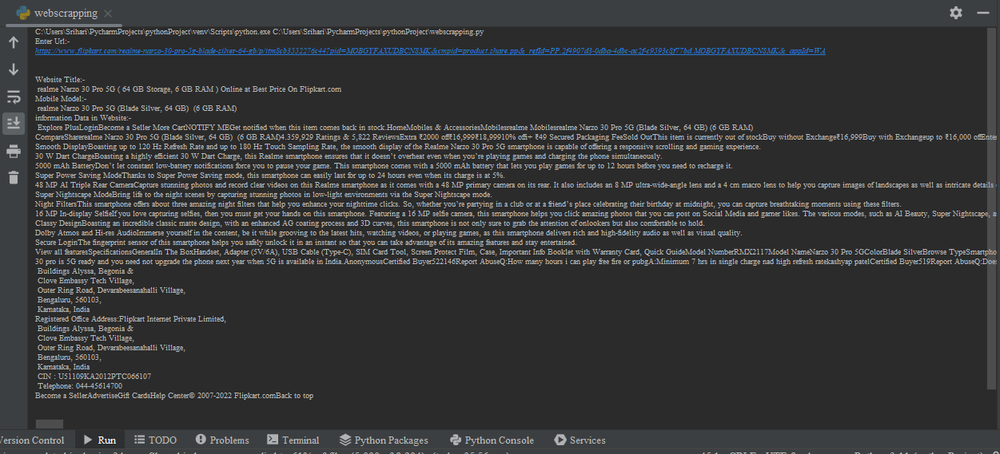 webscrapping
C:\Users\Srihari\PycharmProjects\pythonProject\venv\Scripts\python.exe C:\Users\Srihari\PycharmProjects\pythonProject\webscrapping.py
Enter Url:-
https://www.flipkart.com/realme-narzo-30-pro-5g-blade-silver-64-gb/p/itm8cb3552276c44?pid=MOBGYFAXUDBCN8MK&cmpid=product.share.pp&_refId=PP.2f4907d3-0dba-4dbc-ac2f-c9593c8f77bd.MOBGYFAXUDBCN8MK&_appId=WA
Website Title:-
realme Narzo 30 Pro 5G ( 64 GB Storage, 6 GB RAM ) Online at Best Price On Flipkart.com
Mobile Model:-
realme Narzo 30 Pro 5G (Blade Silver, 64 GB)  (6 GB RAM)
information Data in Website:-
Explore PlusLoginBecome a Seller More CartNOTIFY MEGet notified when this item comes back in stock.HomeMobiles & AccessoriesMobilesrealme Mobilesrealme Narzo 30 Pro 5G (Blade Silver, 64 GB) (6 GB RAM)
CompareSharerealme Narzo 30 Pro 5G (Blade Silver, 64 GB)  (6 GB RAM)4.359,929 Ratings & 5,822 ReviewsExtra ₹2000 off₹16,999₹18,99910% off+ ₹49 Secured Packaging FeeSold OutThis item is currently out of stockBuy without Exchange₹16,999Buy with Exchangeup to ₹16,000 offEnte
Smooth DisplayBoasting up to 120 Hz Refresh Rate and up to 180 Hz Touch Sampling Rate, the smooth display of the Realme Narzo 30 Pro 5G smartphone is capable of offering a responsive scrolling and gaming experience.
30 W Dart ChargeBoasting a highly efficient 30 W Dart Charge, this Realme smartphone ensures that it doesn’t overheat even when you’re playing games and charging the phone simultaneously.
5000 mAh BatteryDon’t let constant low-battery notifications force you to pause your game. This smartphone comes with a 5000 mAh battery that lets you play games for up to 12 hours before you need to recharge it.
Super Power Saving ModeThanks to Super Power Saving mode, this smartphone can easily last for up to 24 hours even when its charge is at 5%.
48 MP AI Triple Rear CameraCapture stunning photos and record clear videos on this Realme smartphone as it comes with a 48 MP primary camera on its rear. It also includes an 8 MP ultra-wide-angle lens and a 4 cm macro lens to help you capture images of landscapes as well as intricate details
Super Nightscape ModeBring life to the night scenes by capturing stunning photos in low-light environments via the Super Nightscape mode.
Night FiltersThis smartphone offers about three amazing night filters that help you enhance your nighttime clicks. So, whether you’re partying in a club or at a friend’s place celebrating their birthday at midnight, you can capture breathtaking moments using these filters.
16 MP In-display SelfieIf you love capturing selfies, then you must get your hands on this smartphone. Featuring a 16 MP selfie camera, this smartphone helps you click amazing photos that you can post on Social Media and gamer likes. The various modes, such as AI Beauty, Super Nightscape, a
Classy DesignBoasting an incredible classic matte design, with an enhanced AG coating process and 3D curves, this smartphone is not only sure to grab the attention of onlookers but also comfortable to hold.
Dolby Atmos and Hi-res AudioImmerse yourself in the content, be it while grooving to the latest hits, watching videos, or playing games, as this smartphone delivers rich and high-fidelity audio as well as visual quality.
Secure LoginThe fingerprint sensor of this smartphone helps you safely unlock it in an instant so that you can take advantage of its amazing features and stay entertained.
View all featuresSpecificationsGeneralIn The BoxHandset, Adapter (5V/6A), USB Cable (Type-C), SIM Card Tool, Screen Protect Film, Case, Important Info Booklet with Warranty Card, Quick GuideModel NumberRMX2117Model NameNarzo 30 Pro 5GColorBlade SilverBrowse TypeSmartpho
30 pro is 5G ready and you need not upgrade the phone next year when 5G is available in India.AnonymousCertified Buyer522146Report AbuseQ:How many hours i can play free fire or pubgA:Minimum 7 hrs in single charge nad high refresh ratekashyap patelCertified Buyer519Report AbuseQ:Doe
Buildings Alyssa, Begonia &
Clove Embassy Tech Village,
Outer Ring Road, Devarabeesanahalli Village,
Bengaluru, 560103,
Karnataka, India
Registered Office Address:Flipkart Internet Private Limited,
Buildings Alyssa, Begonia &
Clove Embassy Tech Village,
Outer Ring Road, Devarabeesanahalli Village,
Bengaluru, 560103,
Karnataka, India
CIN : U51109KA2012PTC066107
Telephone: 044-45614700
Become a SellerAdvertiseGift CardsHelp Center© 2007-2022 Flipkart.comBack to top
Version Control Run TODO Problems Terminal Python Packages Python Console Services